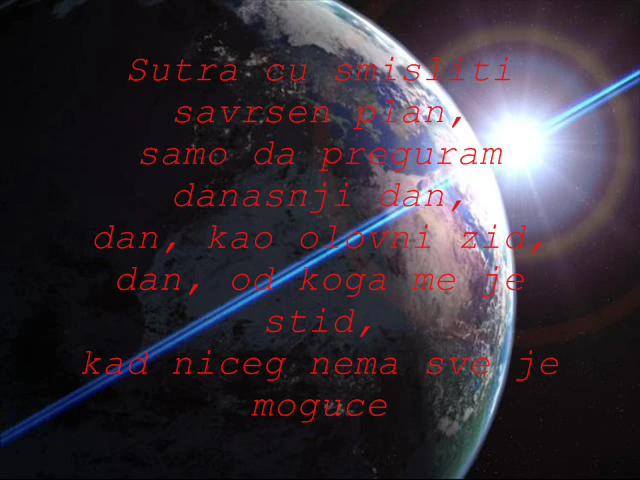 Sutra cu smisliti
savrsen plan,
samo da preguram
danasnji dan,
dan, kao olovni zid,
dan, od koga me je
stid,
kad niceg nema sve je
moguce